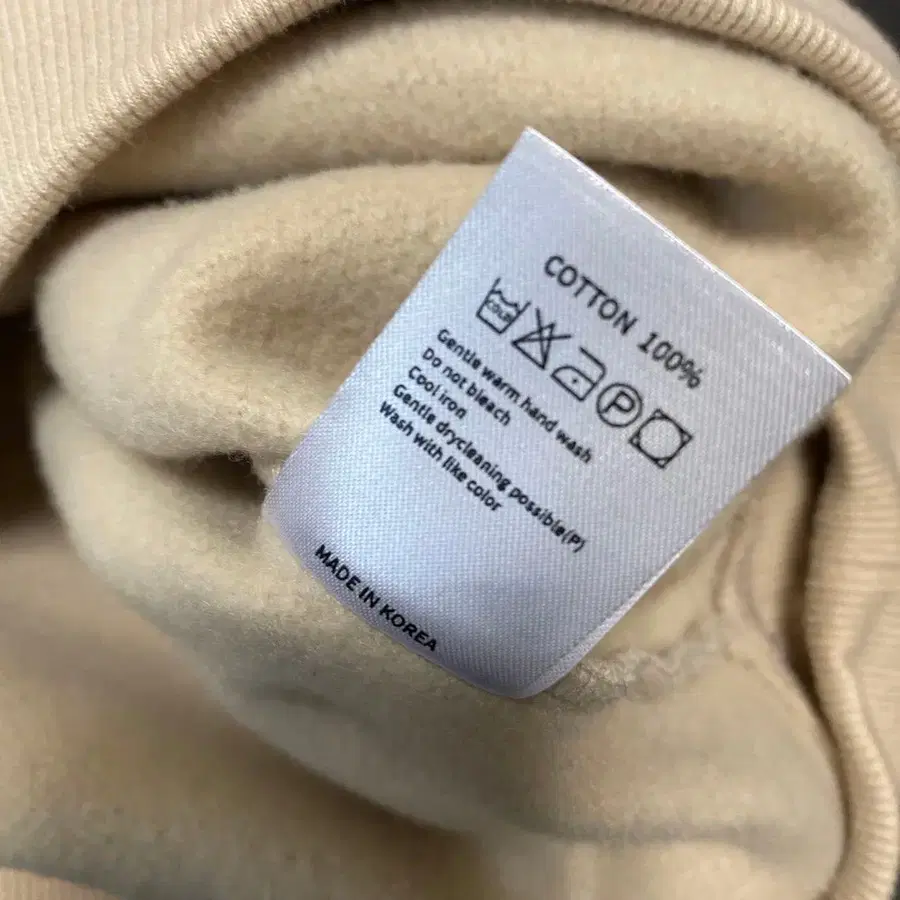 COTTON 100%
COLD
P
Gentle warm hand wash
Do not bleach
Cool iron
Gentle drycleaning possible(P)
Wash with like color
MADE IN KOREA